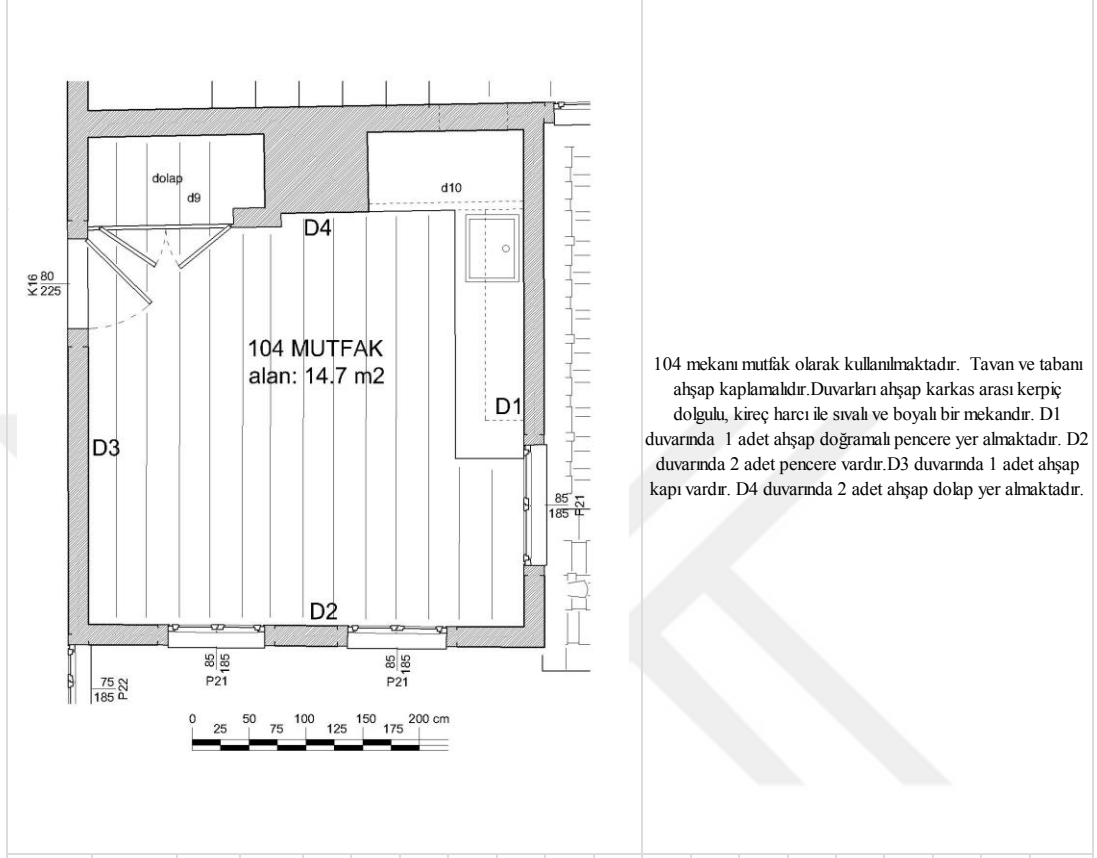 dolap
d9
d10
D4
K16 80
225
104 MUTFAK
alan: 14.7 m2
D1
D3
85
185 P21
D2
85
185
P21
85
185
P21
75
185 P22
0 50 100 150 200 cm
25 75 125 175
104 mekanı mutfak olarak kullanılmaktadır. Tavan ve tabanı
ahşap kaplamalıdır.Duvarları ahşap karkas arası kerpiç
dolgulu, kireç harcı ile sıvalı ve boyalı bir mekandır. D1
duvarında 1 adet ahşap doğramalı pencere yer almaktadır. D2
duvarında 2 adet pencere vardır.D3 duvarında 1 adet ahşap
kapı vardır. D4 duvarında 2 adet ahşap dolap yer almaktadır.